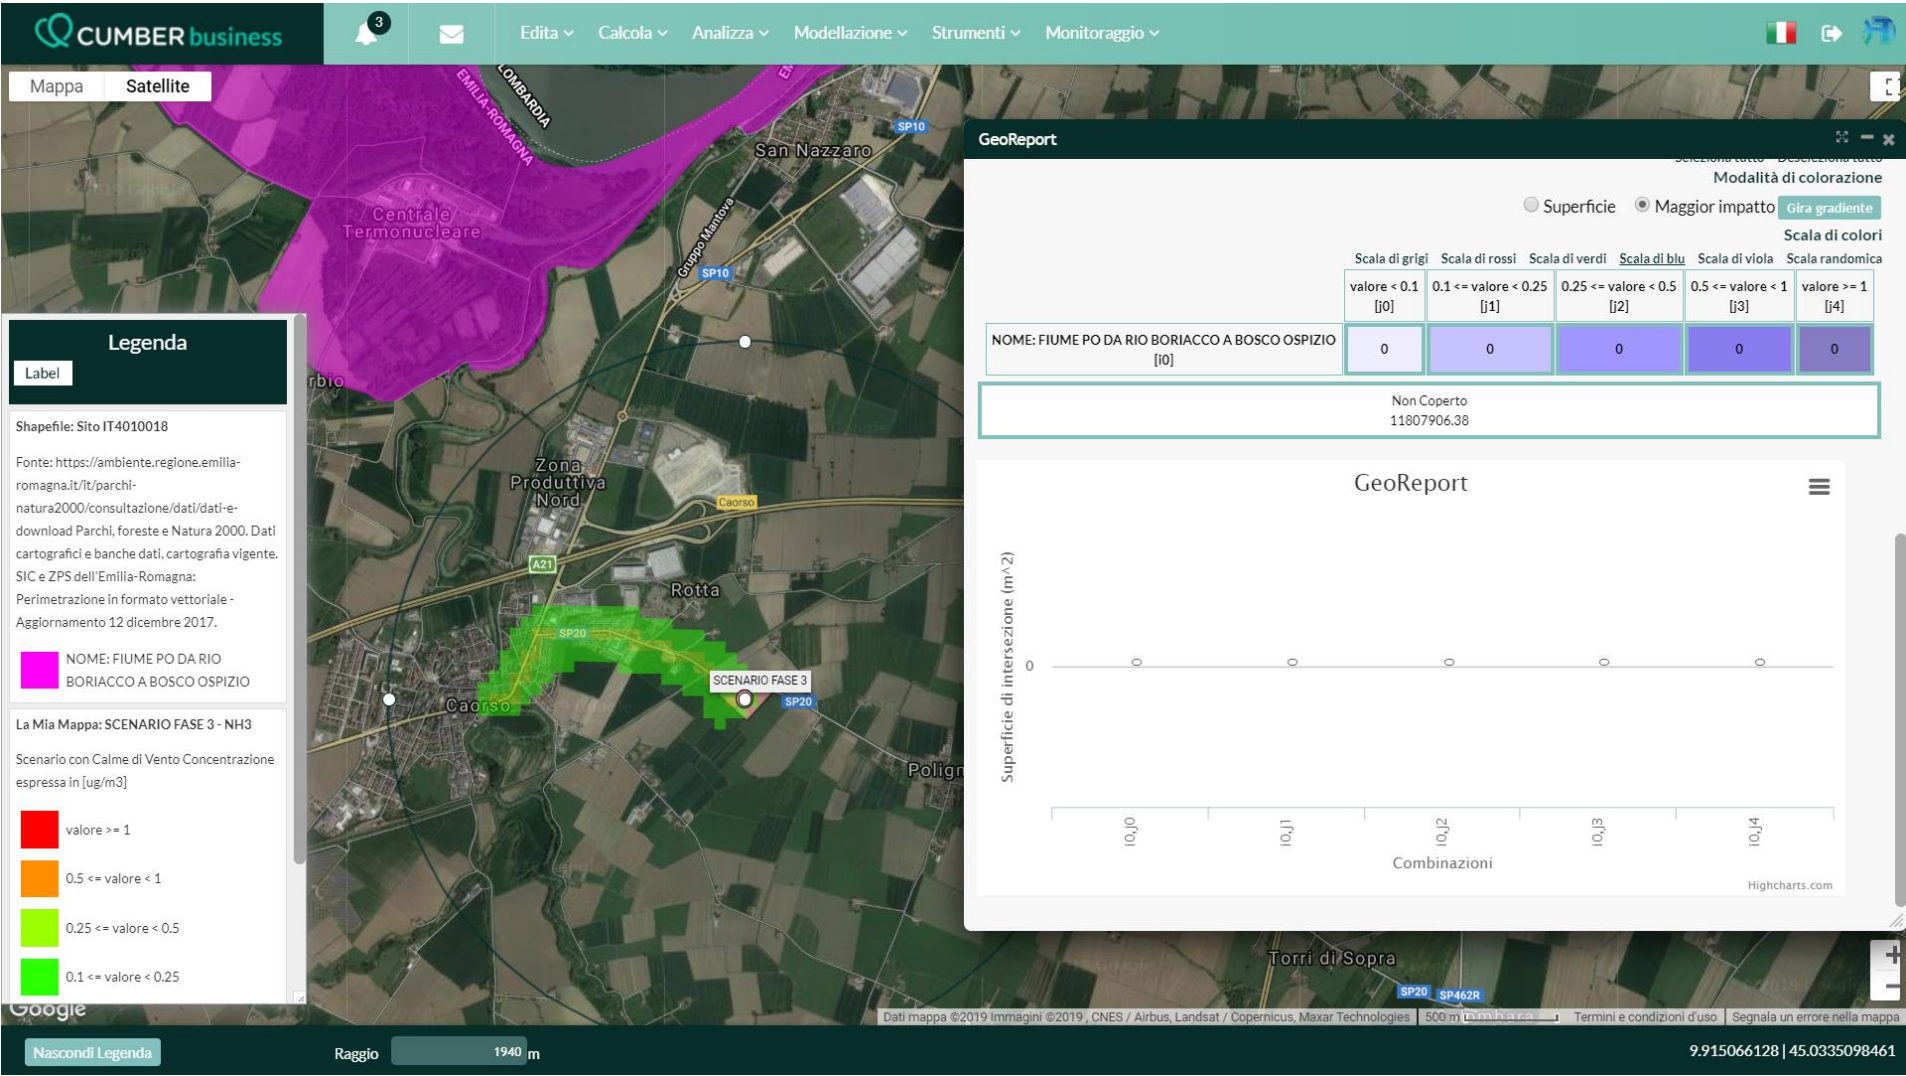 CUMBER business
3
Edita
Calcola
Analizza
Modellazione
Strumenti
Monitoraggio
Mappa
Satellite
LOMBARDIA
EMILIA-ROMAGNA
SP10
San Nazzaro
Centrale
Termonucleare
Gruppo Mantova
SP10
Zona
Produttiva
Nord
Caorso
A21
Rotta
SP20
SCENARIO FASE 3
SP20
Caorso
Polign
Torri di Sopra
SP20
SP462R
Legenda
Label
Shapefile: Sito IT4010018
Fonte: https://ambiente.regione.emilia-
romagna.it/it/parchi-
natura2000/consultazione/dati/dati-e-
download Parchi, foreste e Natura 2000. Dati
cartografici e banche dati, cartografia vigente.
SIC e ZPS dell'Emilia-Romagna:
Perimetrazione in formato vettoriale -
Aggiornamento 12 dicembre 2017.
NOME: FIUME PO DA RIO
BORIACCO A BOSCO OSPIZIO
La Mia Mappa: SCENARIO FASE 3 - NH3
Scenario con Calme di Vento Concentrazione
espressa in [ug/m3]
valore >= 1
0.5 <= valore < 1
0.25 <= valore < 0.5
0.1 <= valore < 0.25
Google
GeoReport
Seleziona tutto Deseleziona tutto
Modalità di colorazione
Superficie Maggior impatto Gira gradiente
Scala di colori
Scala di grigi Scala di rossi Scala di verdi Scala di blu Scala di viola Scala randomica
valore < 0.1 [j0] 0.1 <= valore < 0.25 [j1] 0.25 <= valore < 0.5 [j2] 0.5 <= valore < 1 [j3] valore >= 1 [j4]
NOME: FIUME PO DA RIO BORIACCO A BOSCO OSPIZIO
[i0]
0 0 0 0 0
Non Coperto
11807906.38
GeoReport
Superficie di intersezione (m^2)
0
0 0 0 0 0
i0,j0 i0,j1 i0,j2 i0,j3 i0,j4
Combinazioni
Highcharts.com
Dati mappa ©2019 Immagini ©2019 , CNES / Airbus, Landsat / Copernicus, Maxar Technologies
500 m
Termini e condizioni d'uso
Segnala un errore nella mappa
Nascondi Legenda
Raggio 1940 m
9.915066128 | 45.0335098461